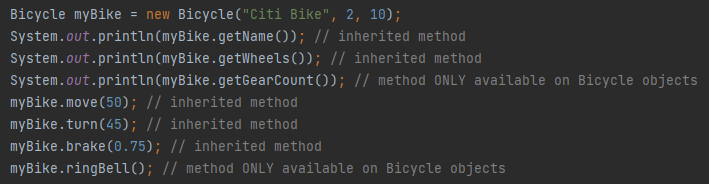 Bicycle myBike = new Bicycle("Citi Bike", 2, 10);
System.out.println(myBike.getName()); // inherited method
System.out.println(myBike.getWheels()); // inherited method
System.out.println(myBike.getGearCount()); // method ONLY available on Bicycle objects
myBike.move(50); // inherited method
myBike.turn(45); // inherited method
myBike.brake(0.75); // inherited method
myBike.ringBell(); // method ONLY available on Bicycle objects